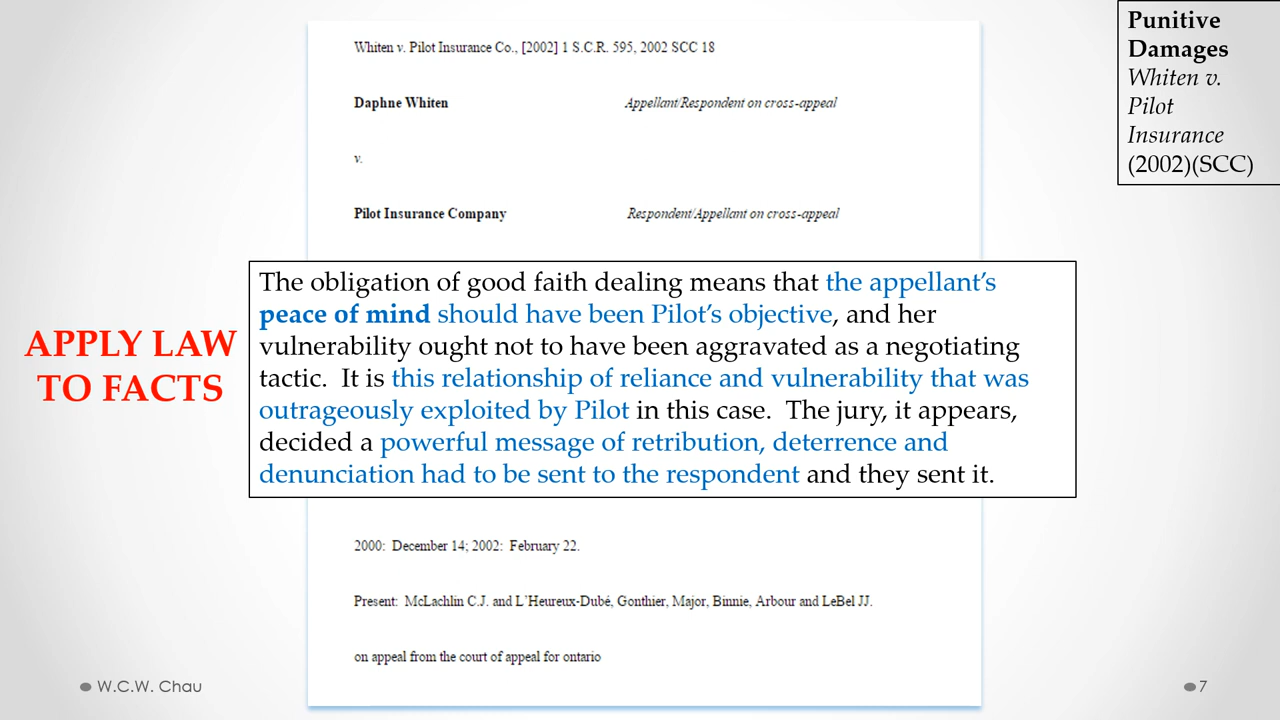 Whiten v. Pilot Insurance Co., [2002] 1 S.C.R. 595, 2002 SCC 18
Daphne Whiten Appellant/Respondent on cross-appeal
v.
Pilot Insurance Company Respondent/Appellant on cross-appeal
Punitive
Damages
Whiten v.
Pilot
Insurance
(2002)(SCC)
APPLY LAW
TO FACTS
The obligation of good faith dealing means that the appellant’s
peace of mind should have been Pilot’s objective, and her
vulnerability ought not to have been aggravated as a negotiating
tactic. It is this relationship of reliance and vulnerability that was
outrageously exploited by Pilot in this case. The jury, it appears,
decided a powerful message of retribution, deterrence and
denunciation had to be sent to the respondent and they sent it.
2000: December 14; 2002: February 22.
Present: McLachlin C.J. and L’Heureux-Dubé, Gonthier, Major, Binnie, Arbour and LeBel JJ.
on appeal from the court of appeal for ontario
W.C.W. Chau
7